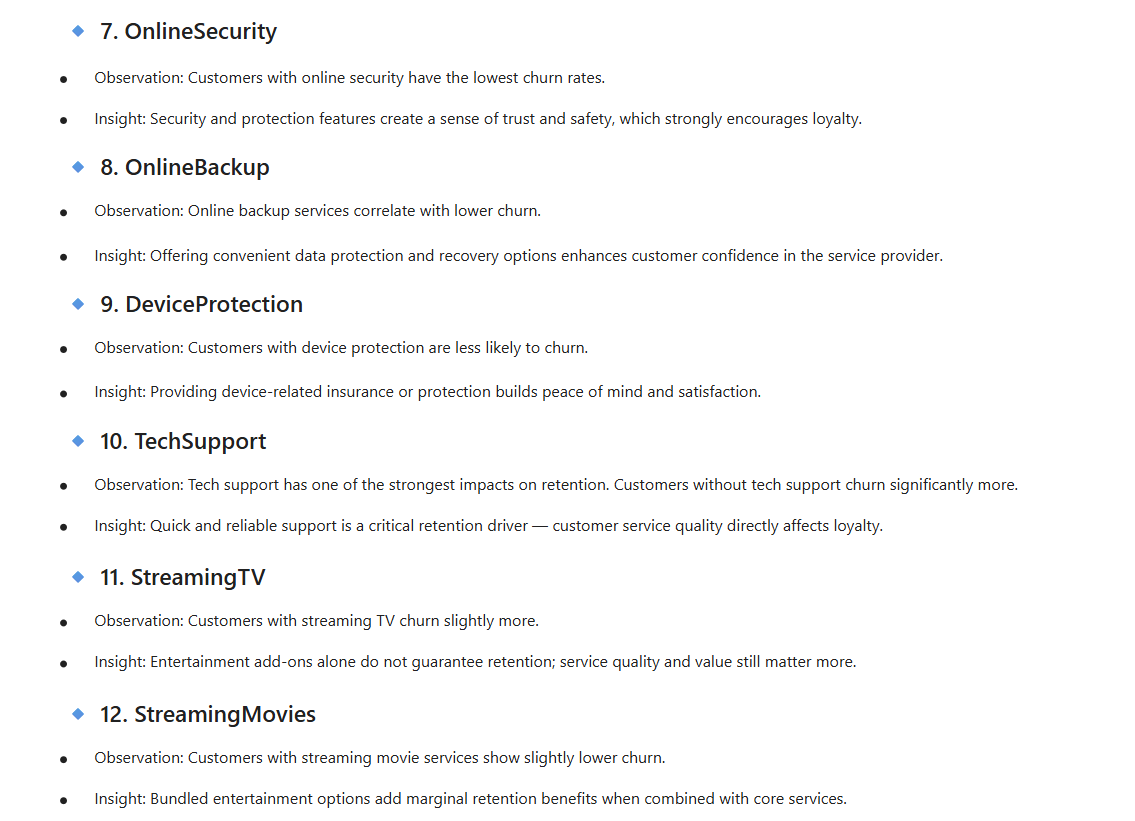 7. OnlineSecurity
Observation: Customers with online security have the lowest churn rates.
Insight: Security and protection features create a sense of trust and safety, which strongly encourages loyalty.
8. OnlineBackup
Observation: Online backup services correlate with lower churn.
Insight: Offering convenient data protection and recovery options enhances customer confidence in the service provider.
9. DeviceProtection
Observation: Customers with device protection are less likely to churn.
Insight: Providing device-related insurance or protection builds peace of mind and satisfaction.
10. TechSupport
Observation: Tech support has one of the strongest impacts on retention. Customers without tech support churn significantly more.
Insight: Quick and reliable support is a critical retention driver — customer service quality directly affects loyalty.
11. StreamingTV
Observation: Customers with streaming TV churn slightly more.
Insight: Entertainment add-ons alone do not guarantee retention; service quality and value still matter more.
12. StreamingMovies
Observation: Customers with streaming movie services show slightly lower churn.
Insight: Bundled entertainment options add marginal retention benefits when combined with core services.